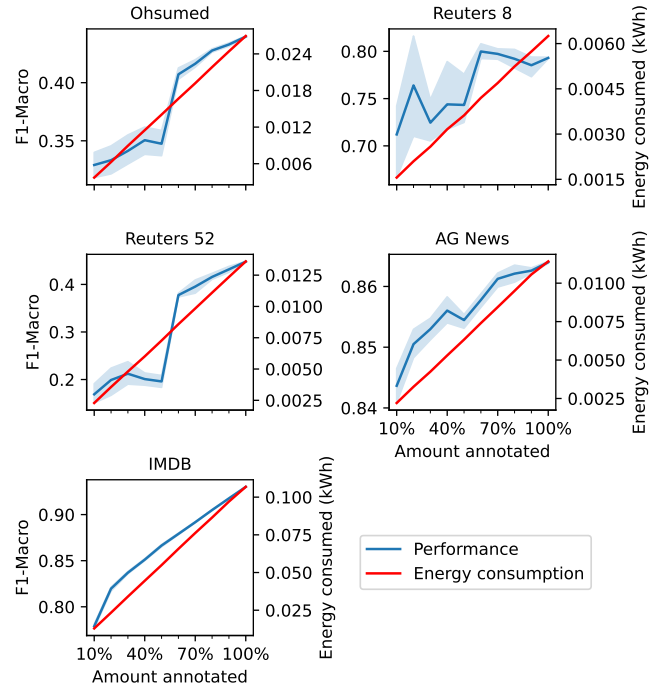 Ohsumed
F1-Macro
0.40
0.35
0.024
0.018
0.012
0.006
Reuters 8
0.80
0.75
0.70
0.0060
0.0045
0.0030
0.0015
Energy consumed (kWh)
Reuters 52
F1-Macro
0.4
0.3
0.2
0.0125
0.0100
0.0075
0.0050
0.0025
AG News
0.86
0.85
0.84
0.0100
0.0075
0.0050
0.0025
Energy consumed (kWh)
10% 40% 70% 100%
Amount annotated
IMDB
F1-Macro
0.90
0.85
0.80
0.100
0.075
0.050
0.025
Energy consumed (kWh)
10% 40% 70% 100%
Amount annotated
Performance
Energy consumption